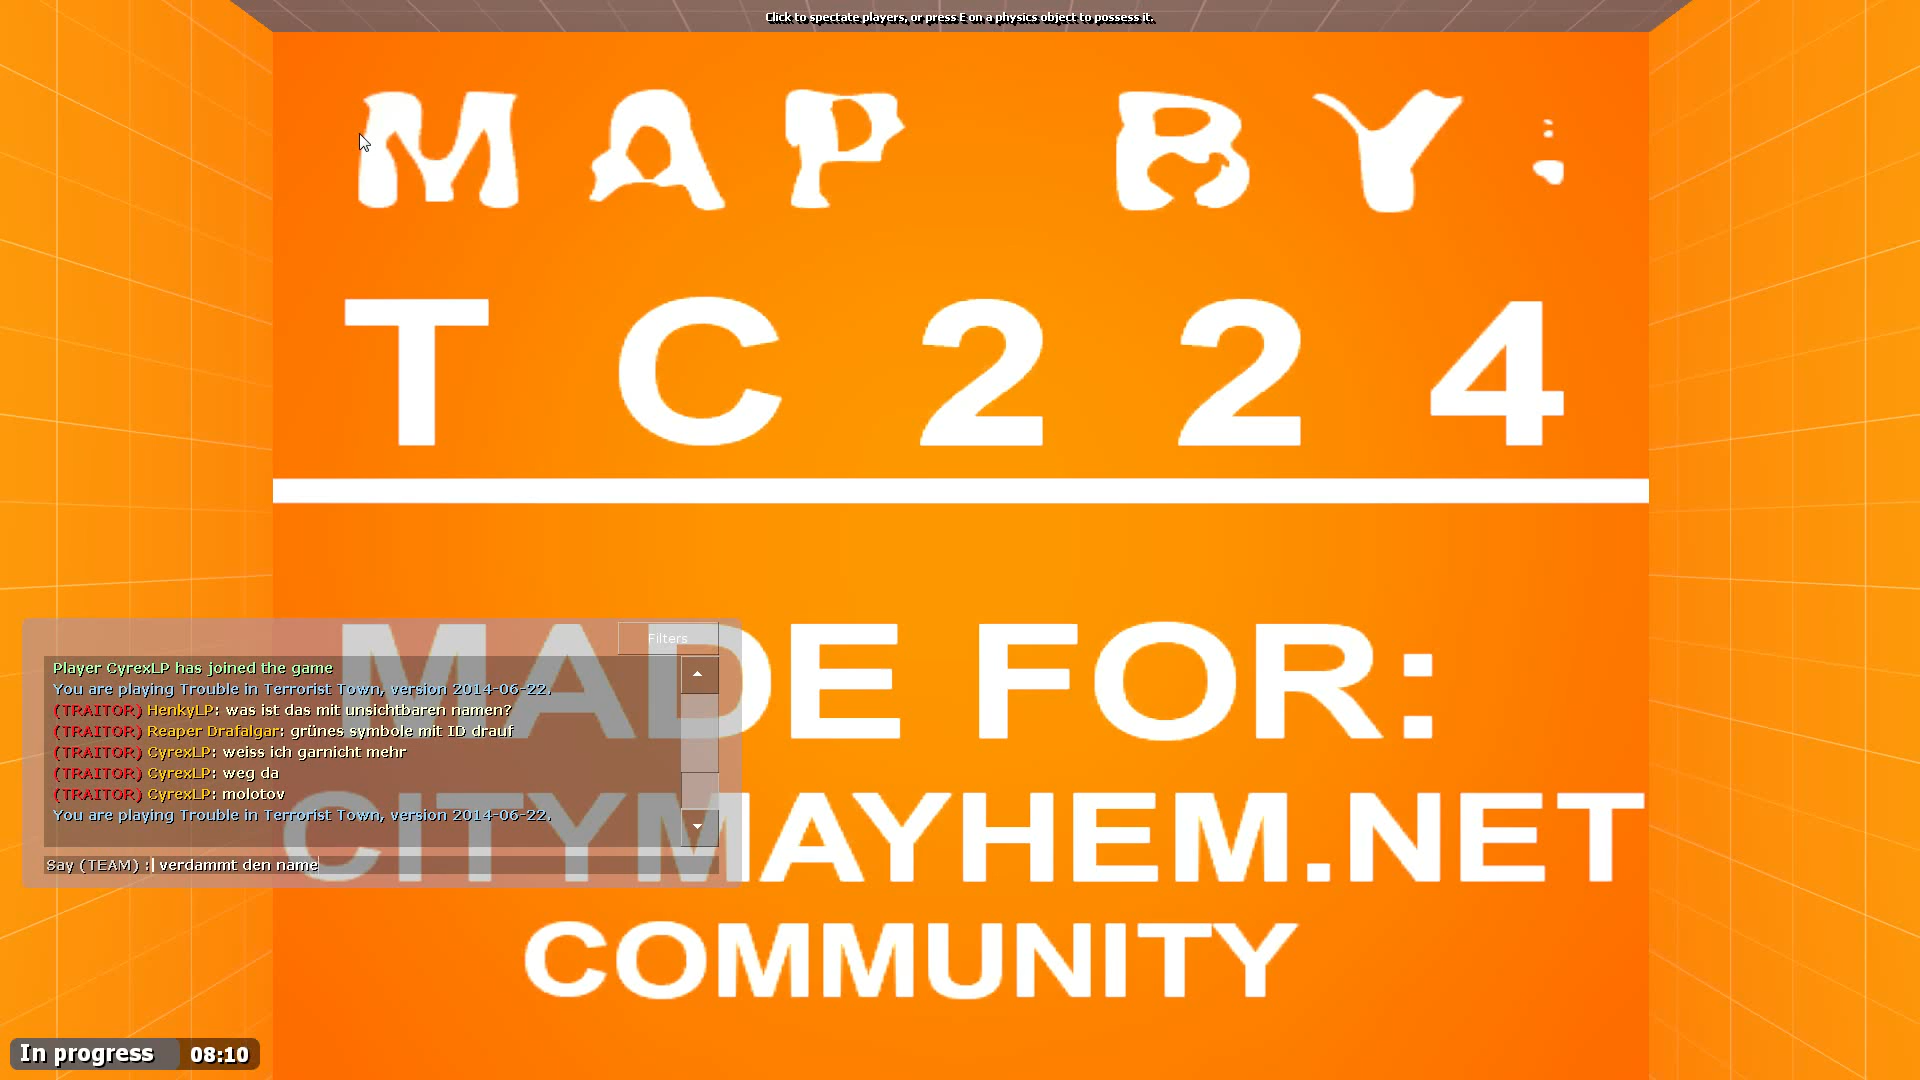 Click to spectate players, or press E on a physics object to possess it.
MAP BY:
TC224
MADE FOR:
CITYMAYHEM.NET
COMMUNITY
Filters
Player CyrexLP has joined the game
You are playing Trouble in Terrorist Town, version 2014-06-22.
(TRAITOR) HenkyLP: was ist das mit unsichtbaren namen?
(TRAITOR) Reaper Drafalgar: grünes symbole mit ID drauf
(TRAITOR) CyrexLP: weiss ich garnicht mehr
(TRAITOR) CyrexLP: weg da
(TRAITOR) CyrexLP: molotov
You are playing Trouble in Terrorist Town, version 2014-06-22.
Say (TEAM) : verdammt den name
In progress 08:10